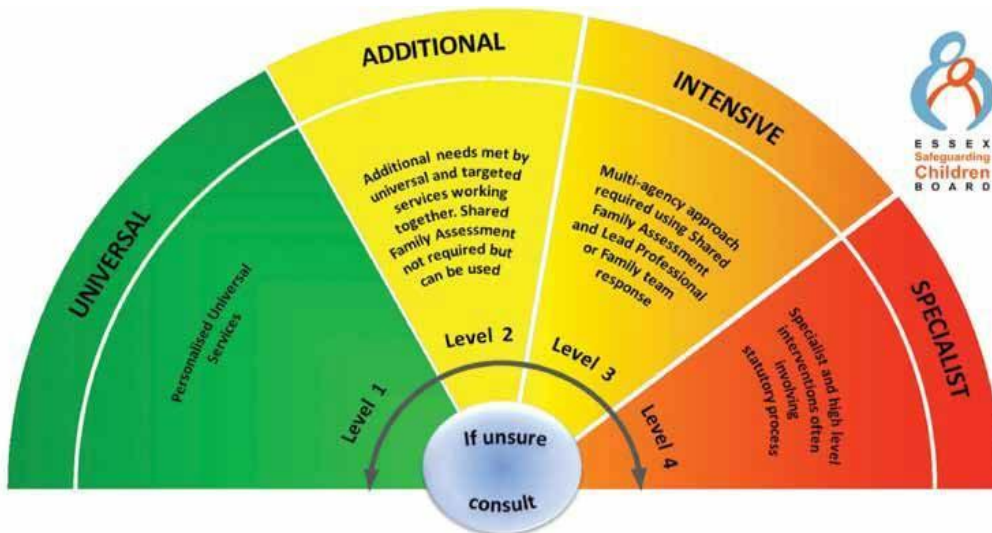 UNIVERSAL
Personalised Universal
Services
Level 1
ADDITIONAL
Additional needs met by
universal and targeted
services working
together. Shared
Family Assessment
not required but
can be used
Level 2
INTENSIVE
Multi-agency approach
required using Shared
Family Assessment
and Lead Professional
or Family team
response
Level 3
SPECIALIST
Specialist and high level
interventions often
involving
statutory process
Level 4
If unsure
consult
ESSEX
Safeguarding
Children
BOARD